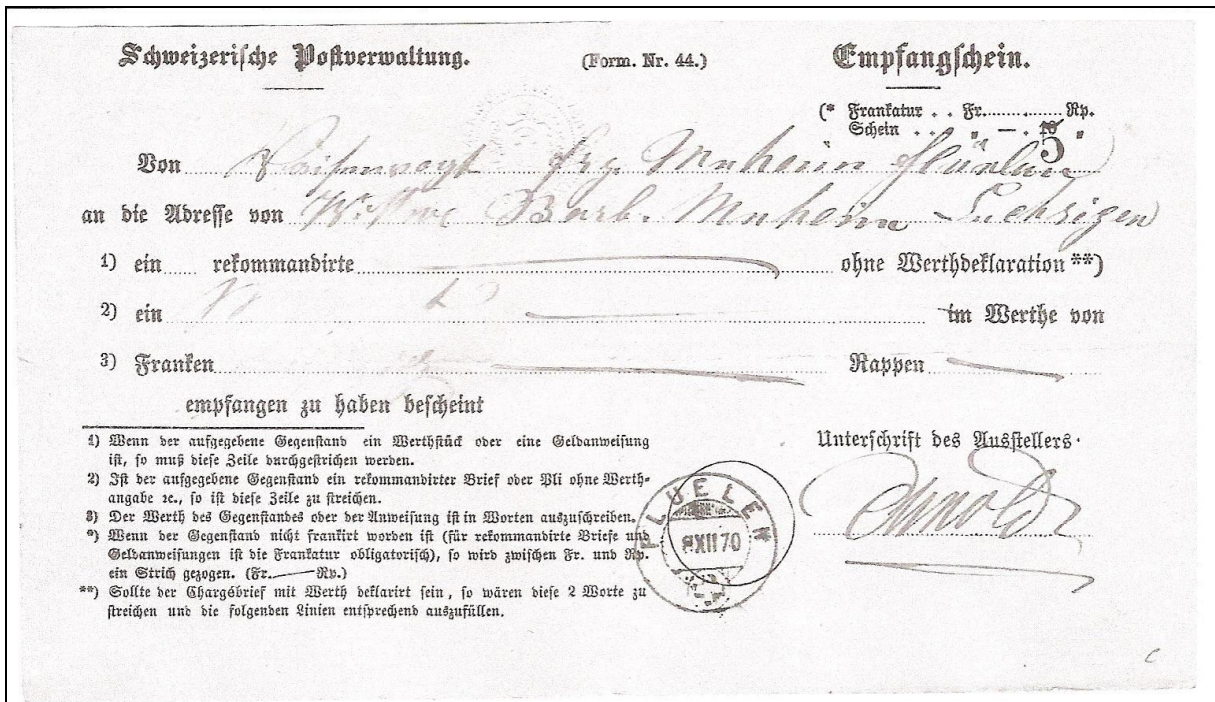 Schweizerische Postverwaltung. (Form. Nr. 44.) Empfangschein.
(* Frankatur . . Fr. Rp.
Schein . . . „ — . 5 „
Von Waisenvogt Frz. Muheim Flüelen
an die Adresse von Wittwe Barb. Muheim
1) ein rekommandirte ohne Werthdeklaration **)
2) ein im Werthe von
3) Franken Rappen
empfangen zu haben bescheint
1) Wenn der aufgegebene Gegenstand ein Werthstück oder eine Geldanweisung
ist, so muß diese Zeile durchgestrichen werden.
2) Ist der aufgegebene Gegenstand ein rekommandirter Brief oder Pli ohne Werth-
angabe ꝛc., so ist diese Zeile zu streichen.
3) Der Werth des Gegenstandes oder der Anweisung ist in Worten auszuschreiben.
*) Wenn der Gegenstand nicht frankirt worden ist (für rekommandirte Briefe und
Geldanweisungen ist die Frankatur obligatorisch), so wird zwischen Fr. und Rp.
ein Strich gezogen. (Fr. — Rp.)
**) Sollte der Chargébrief mit Werth deklarirt sein, so wären diese 2 Worte zu
streichen und die folgenden Linien entsprechend auszufüllen.
Unterschrift des Ausstellers.
Arnold
FLUELEN
8 XII 70